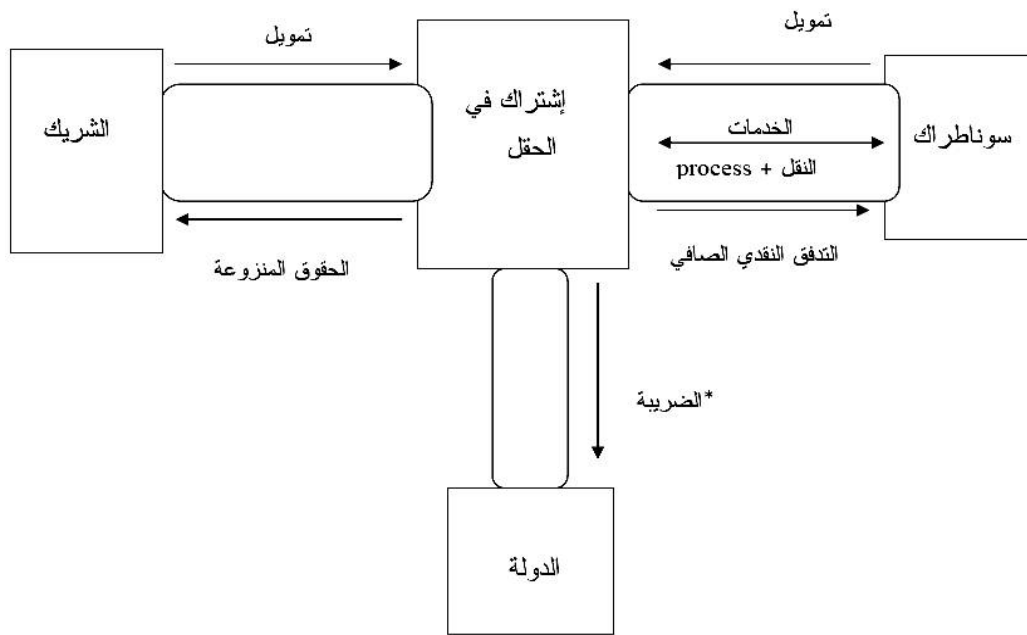 تمويل
تمويل
سوناطراك
إشتراك في
الحقل
الشريك
الخدمات
النقل + process
التدفق النقدي الصافي
الحقوق المنزوعة
*الضريبة
الدولة